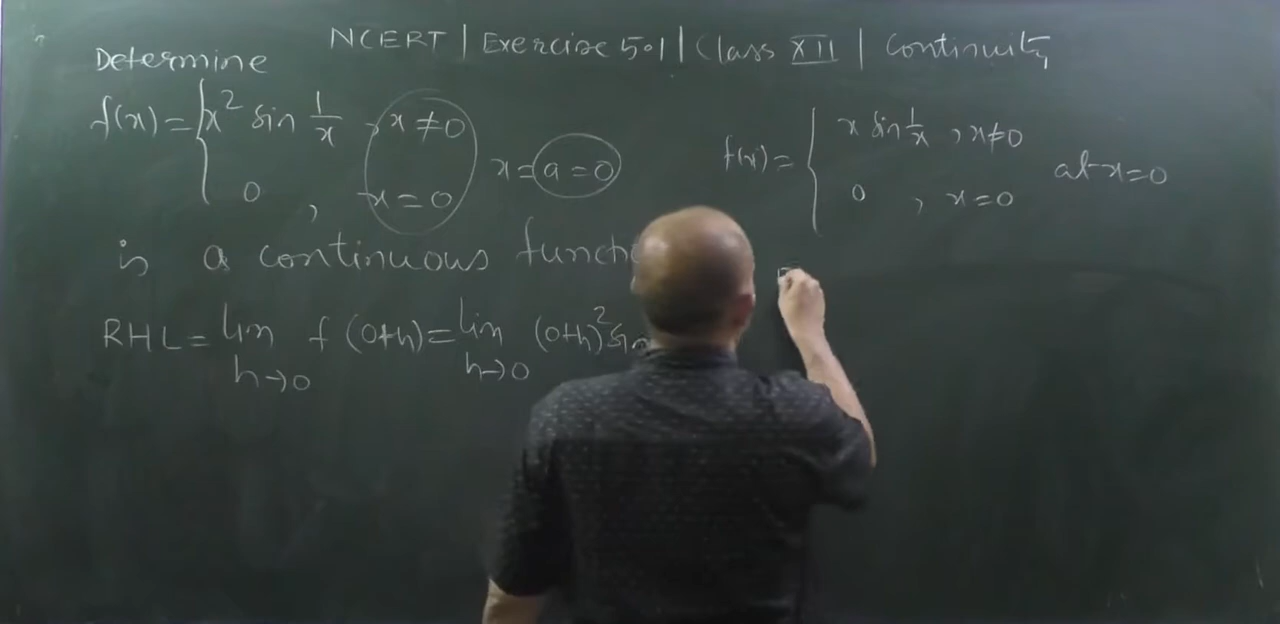 NCERT | Exercise 5.1 | Class XII | Continuity
Determine
f(x) = { x² sin 1/x , x ≠ 0
0 , x = 0
x = a = 0
is a continuous
RHL = lim h→0 f(0+h) = lim h→0 (0+h)² sin
f(x) = { x sin 1/x , x ≠ 0
0 , x = 0
at x = 0